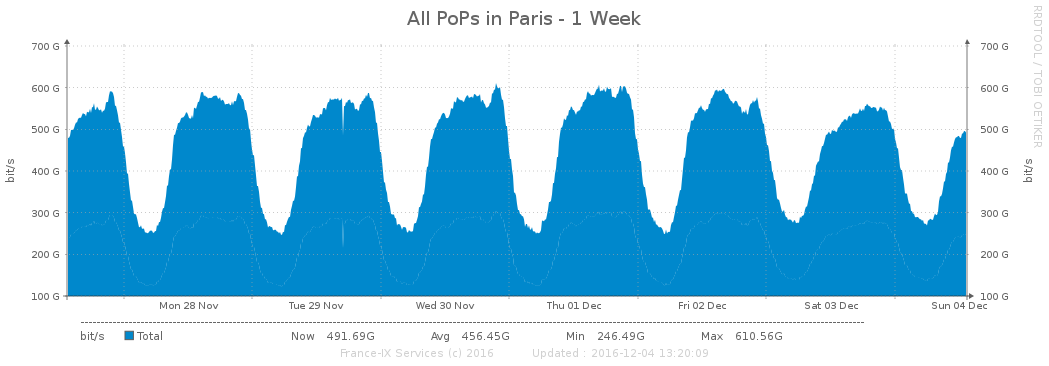 All PoPs in Paris - 1 Week
RRDTOOL / TOBI OETIKER
700 G 700 G
600 G 600 G
500 G 500 G
400 G 400 G
300 G 300 G
200 G 200 G
100 G 100 G
bit/s bit/s
Mon 28 Nov Tue 29 Nov Wed 30 Nov Thu 01 Dec Fri 02 Dec Sat 03 Dec Sun 04 Dec
bit/s Total Now 491.69G Avg 456.45G Min 246.49G Max 610.56G
France-IX Services (c) 2016 Updated : 2016-12-04 13:20:09